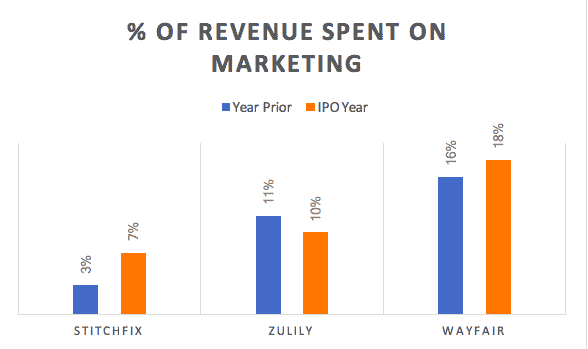 % OF REVENUE SPENT ON
MARKETING
Year Prior IPO Year
3%
7%
11%
10%
16%
18%
STITCHFIX ZULILY WAYFAIR